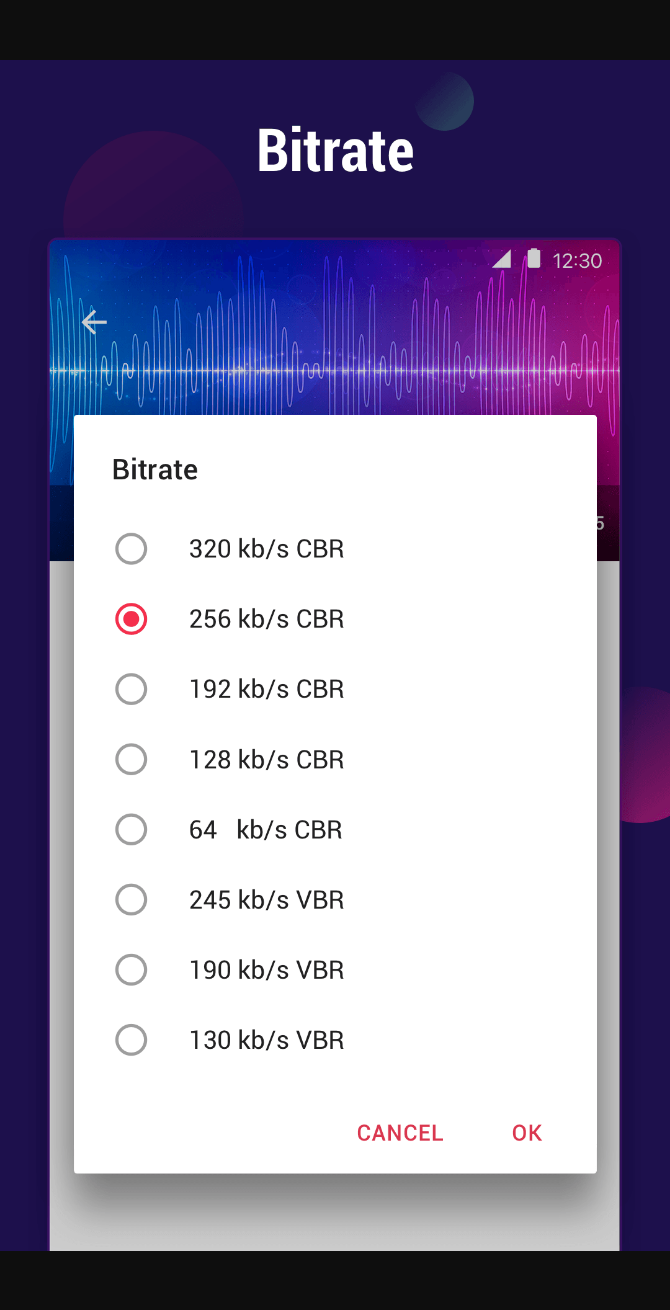 Bitrate
12:30
5
Bitrate
320 kb/s CBR
256 kb/s CBR
192 kb/s CBR
128 kb/s CBR
64 kb/s CBR
245 kb/s VBR
190 kb/s VBR
130 kb/s VBR
CANCEL OK